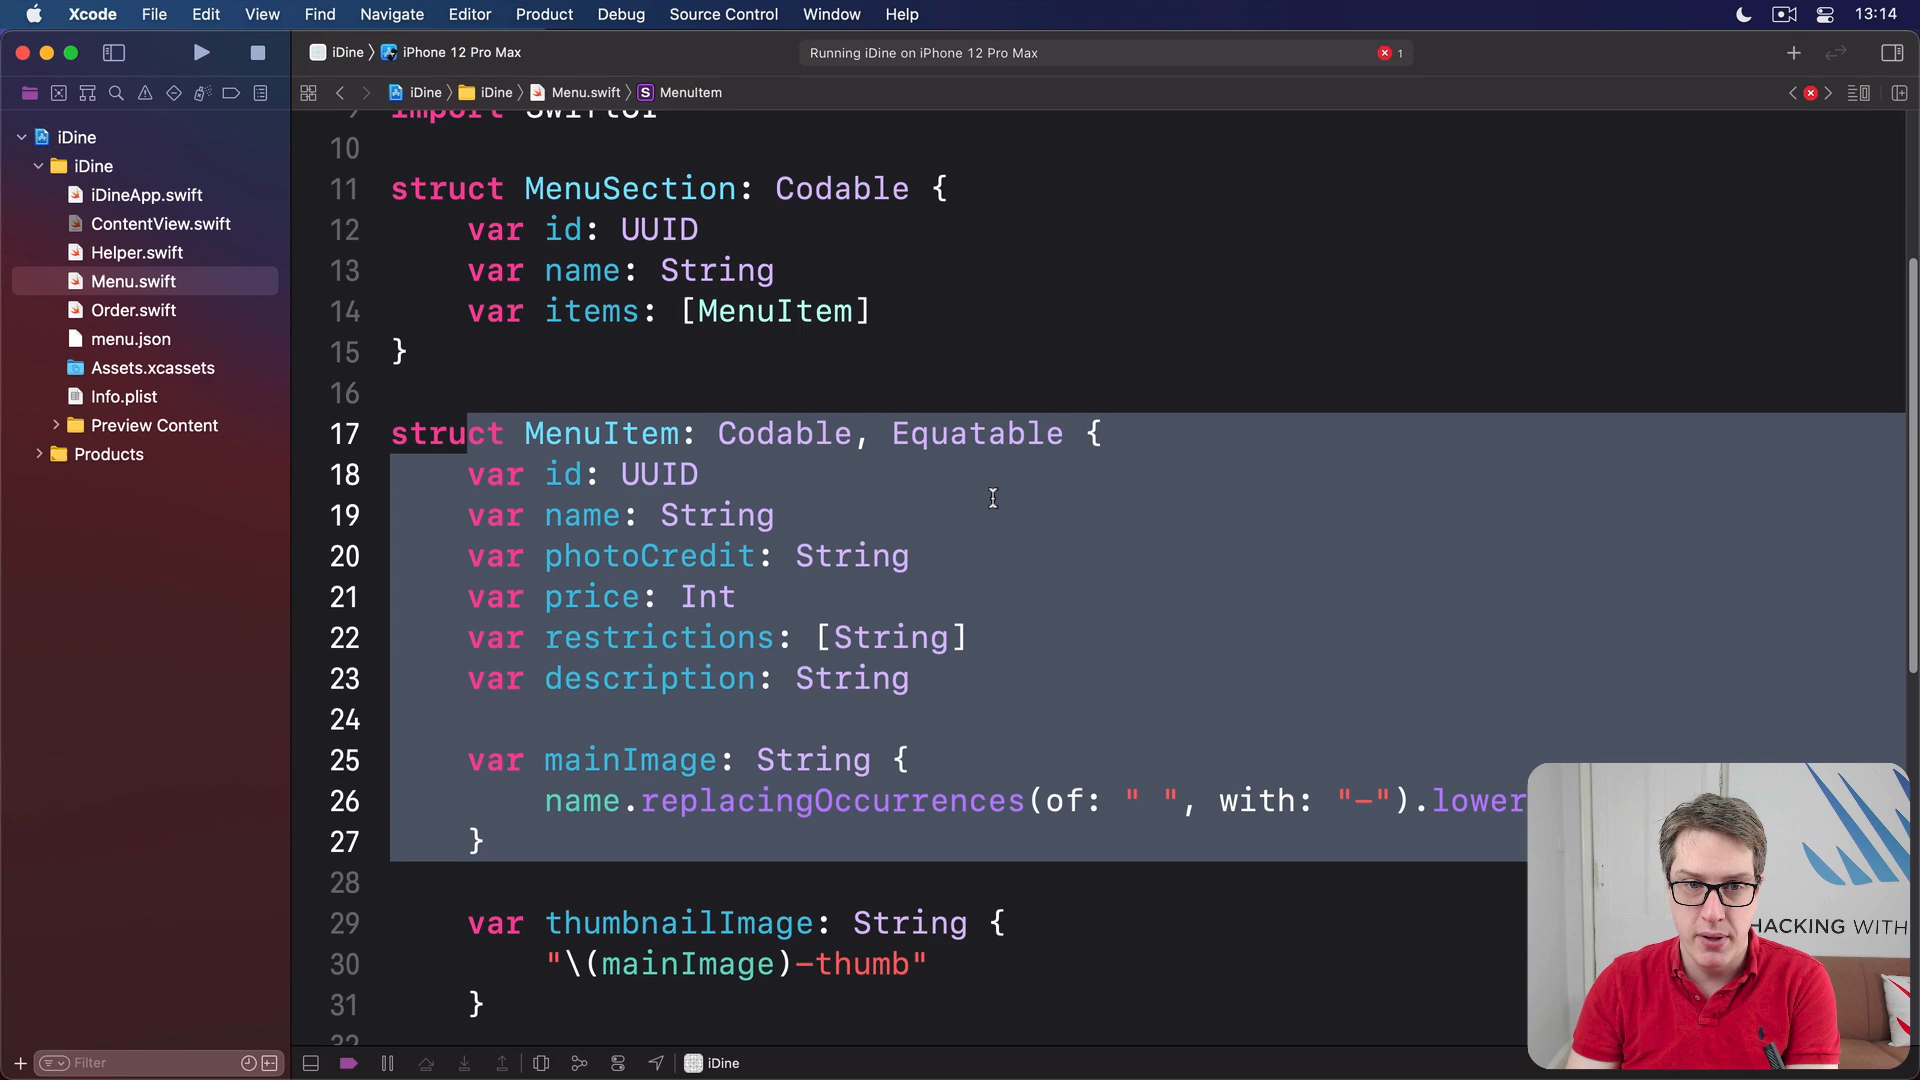 Xcode File Edit View Find Navigate Editor Product Debug Source Control Window Help 13:14
iDine iPhone 12 Pro Max Running iDine on iPhone 12 Pro Max 1
iDine iDine Menu.swift S MenuItem
iDine
iDine
iDineApp.swift
ContentView.swift
Helper.swift
Menu.swift
Order.swift
menu.json
Assets.xcassets
Info.plist
Preview Content
Products
Filter
9 import SwiftUI
10
11 struct MenuSection: Codable {
12 var id: UUID
13 var name: String
14 var items: [MenuItem]
15 }
16
17 struct MenuItem: Codable, Equatable {
18 var id: UUID
19 var name: String
20 var photoCredit: String
21 var price: Int
22 var restrictions: [String]
23 var description: String
24
25 var mainImage: String {
26 name.replacingOccurrences(of: " ", with: "-").lower
27 }
28
29 var thumbnailImage: String {
30 "\(mainImage)-thumb"
31 }
32
iDine
HACKING WITH